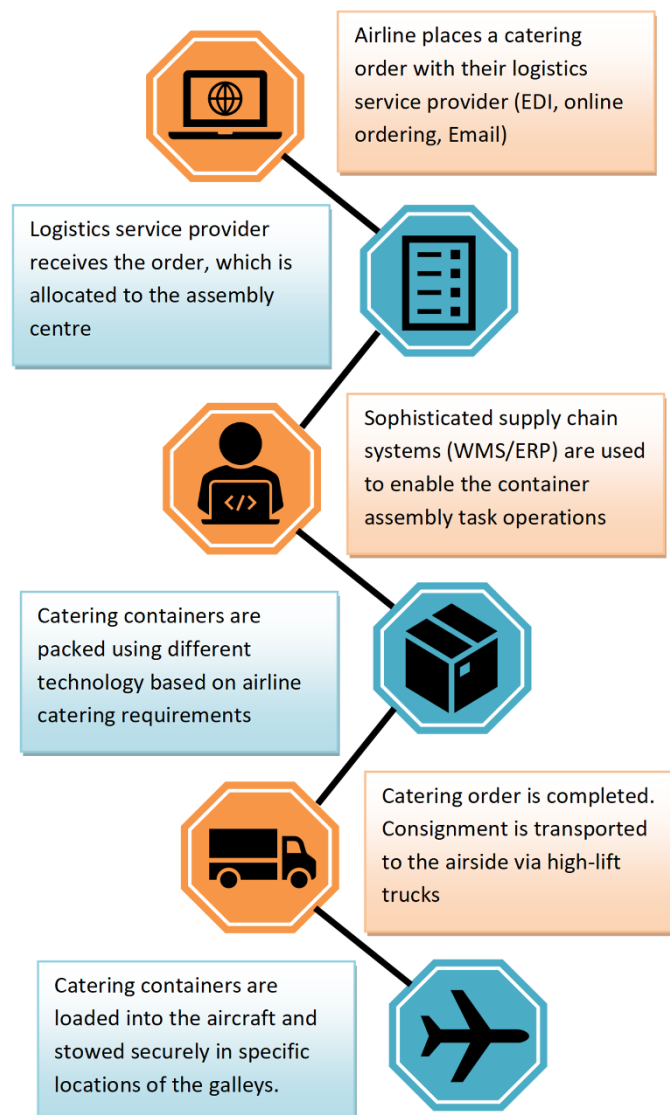 Airline places a catering
order with their logistics
service provider (EDI, online
ordering, Email)
Logistics service provider
receives the order, which is
allocated to the assembly
centre
Sophisticated supply chain
systems (WMS/ERP) are used
to enable the container
assembly task operations
</>
Catering containers are
packed using different
technology based on airline
catering requirements
Catering order is completed.
Consignment is transported
to the airside via high-lift
trucks
Catering containers are
loaded into the aircraft and
stowed securely in specific
locations of the galleys.